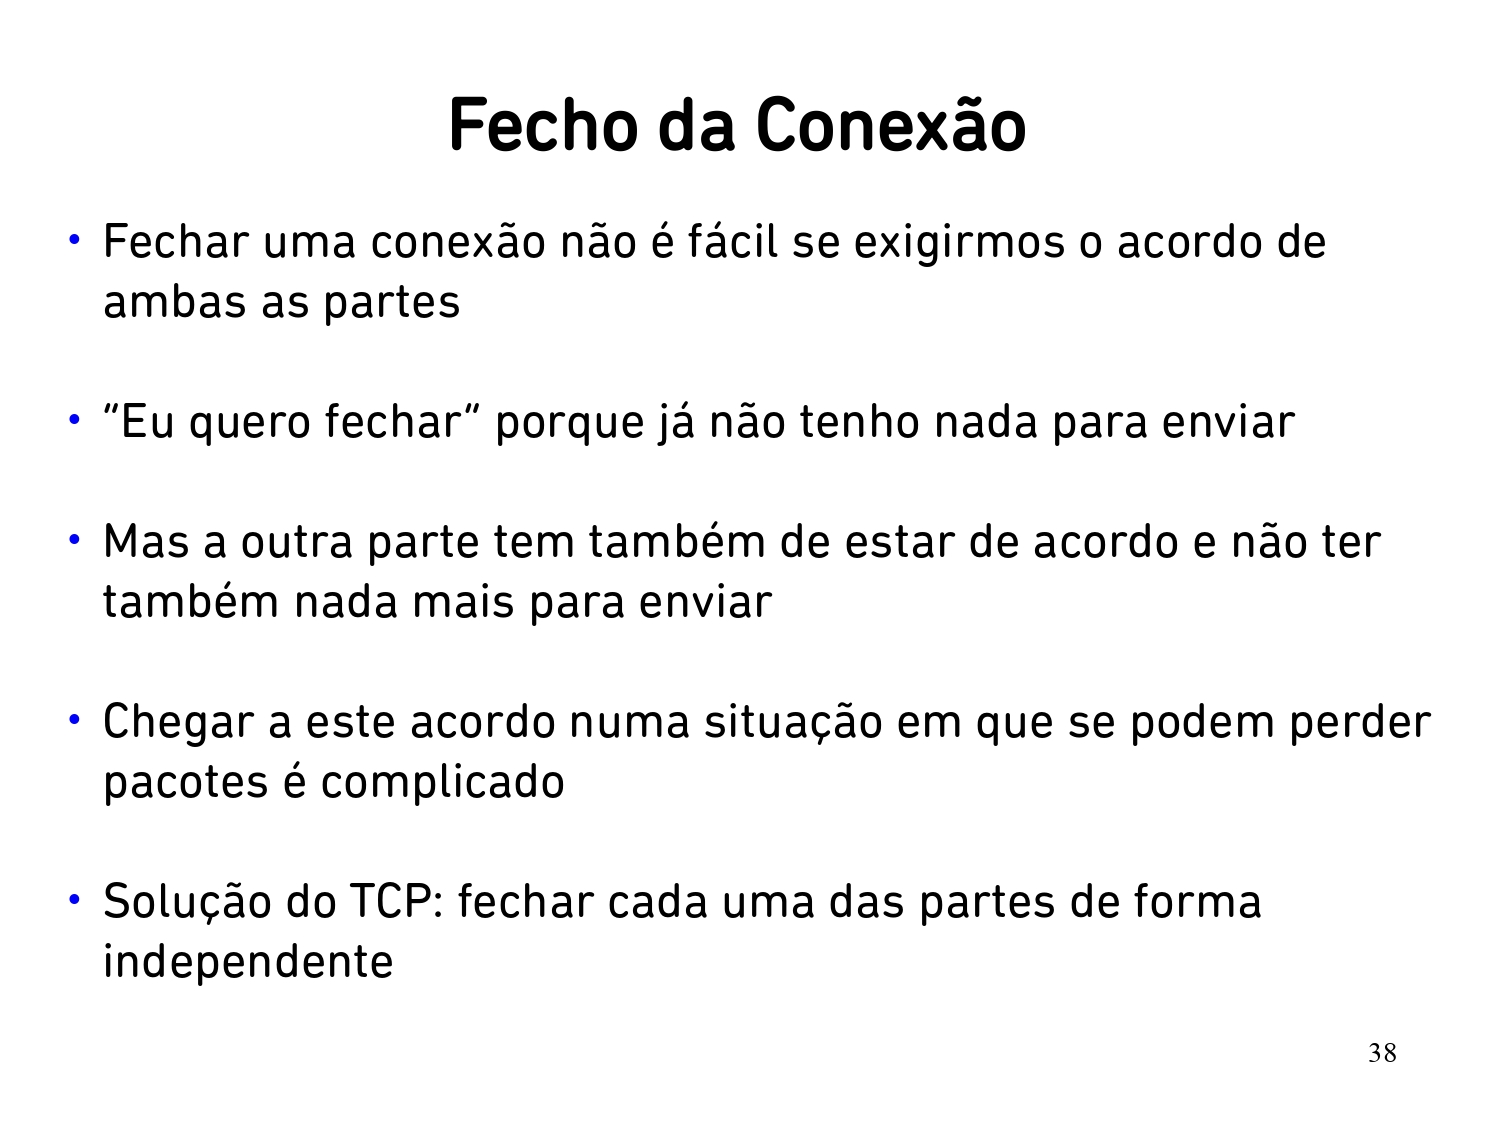 Fecho da Conexão
• Fechar uma conexão não é fácil se exigirmos o acordo de
ambas as partes
• "Eu quero fechar" porque já não tenho nada para enviar
• Mas a outra parte tem também de estar de acordo e não ter
também nada mais para enviar
• Chegar a este acordo numa situação em que se podem perder
pacotes é complicado
• Solução do TCP: fechar cada uma das partes de forma
independente
38